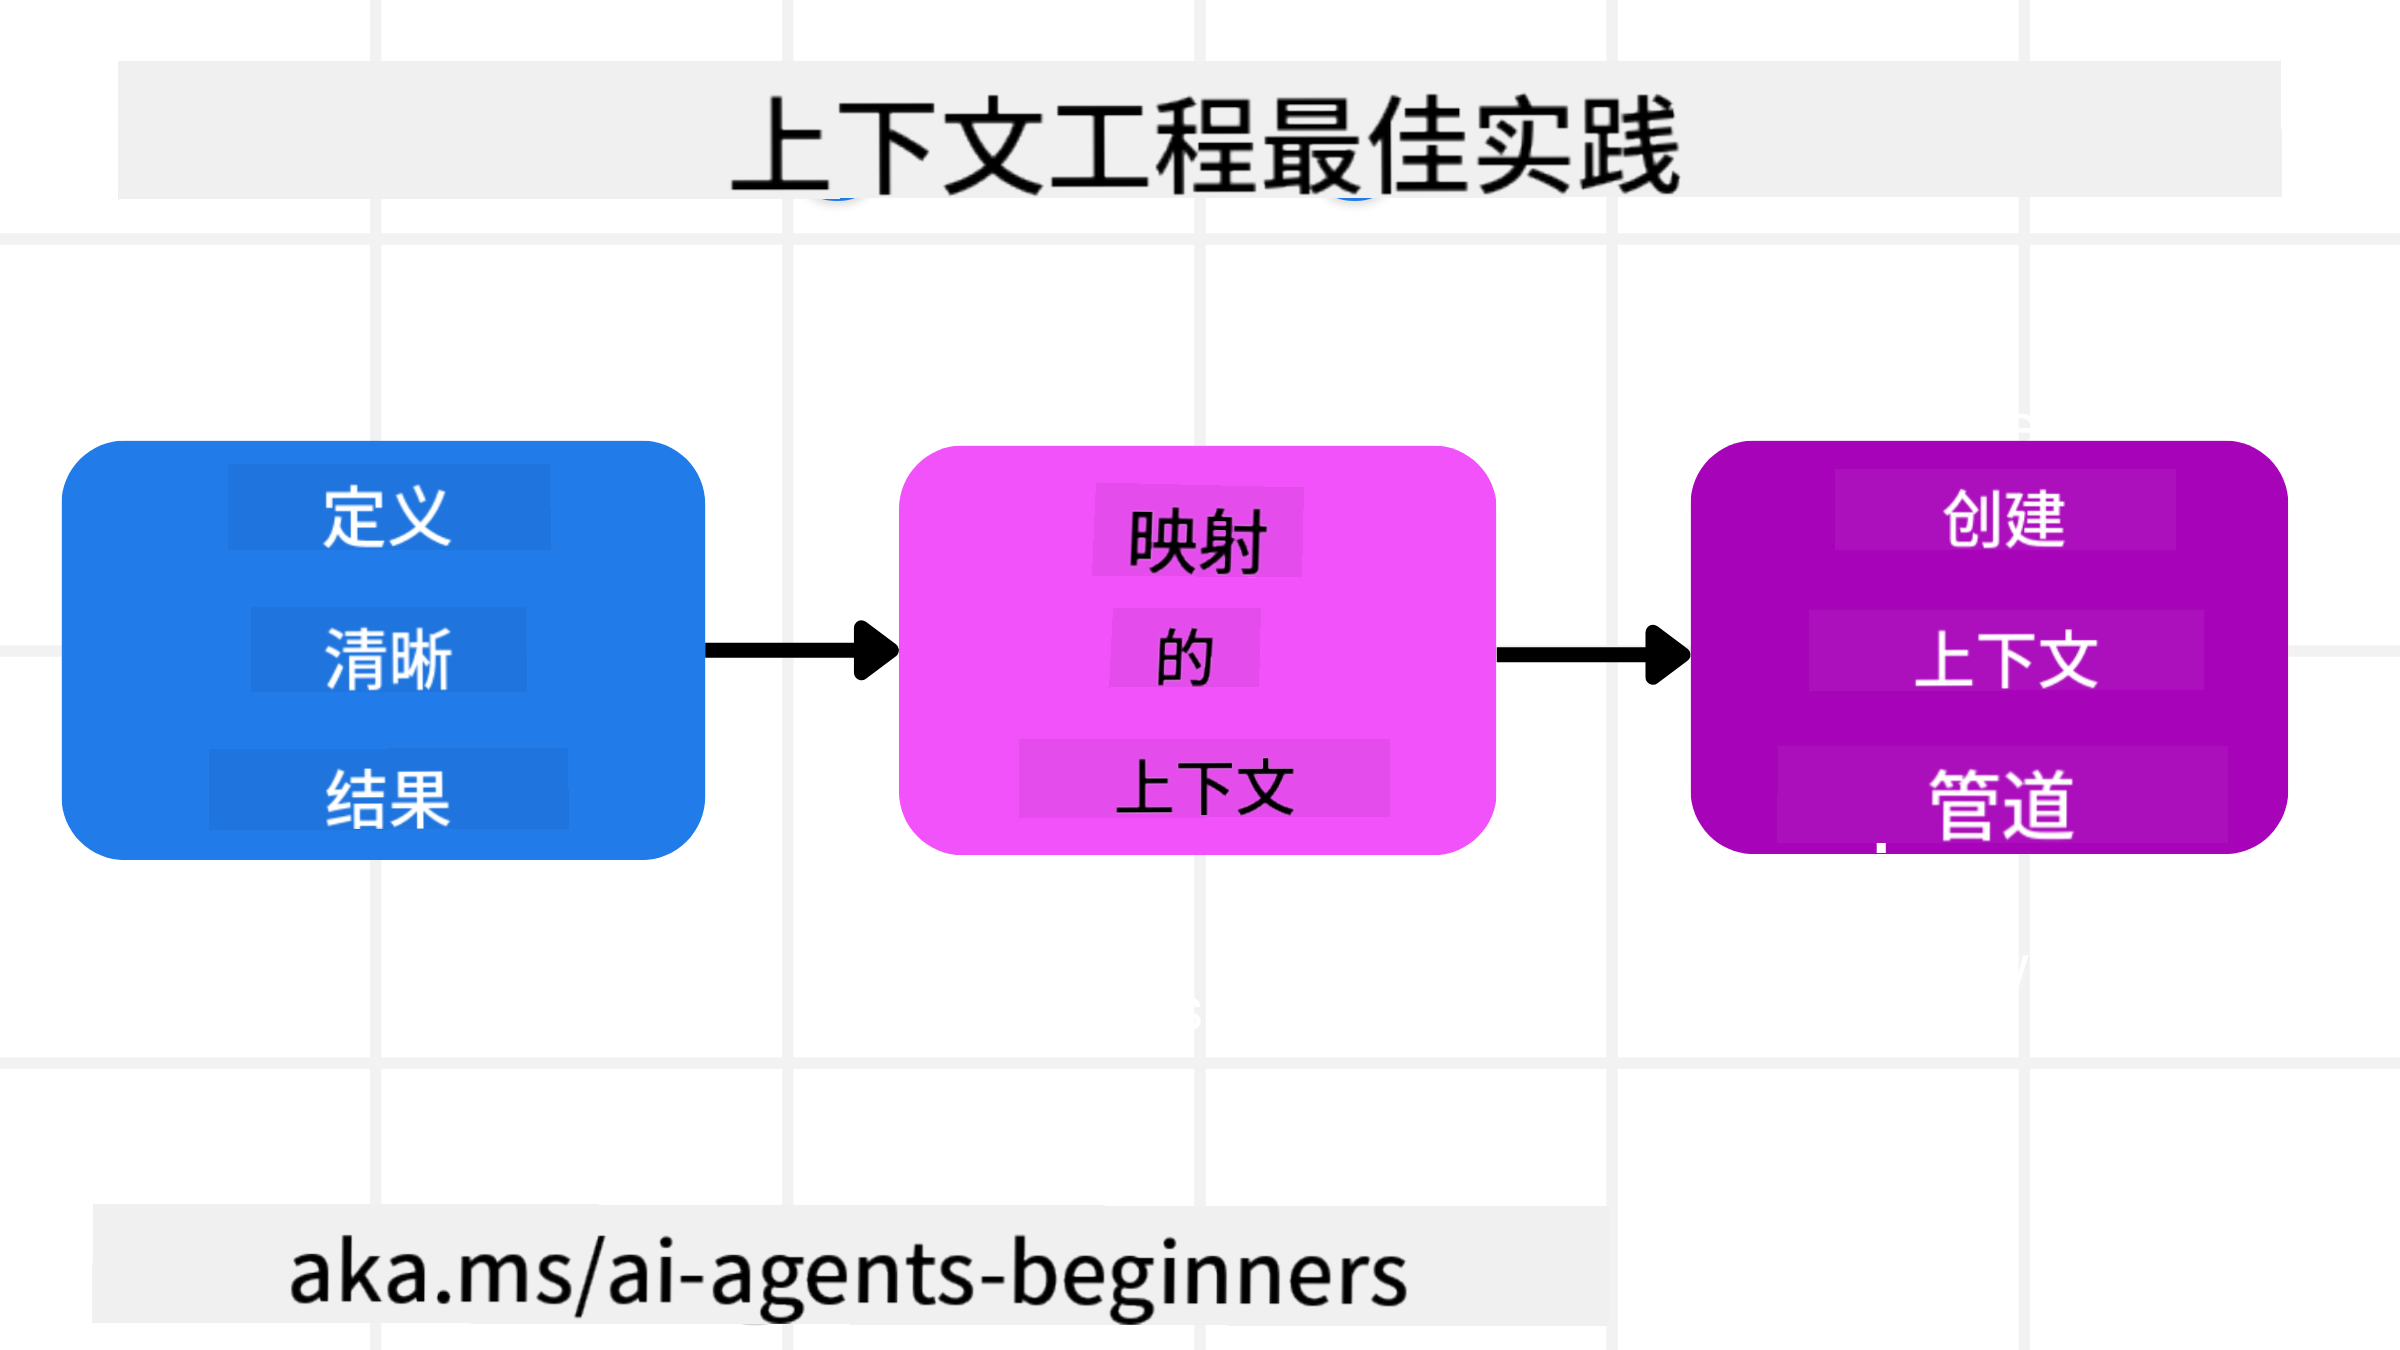 上下文工程最佳实践
定义
清晰
结果
映射
的
上下文
创建
上下文
管道
aka.ms/ai-agents-beginners